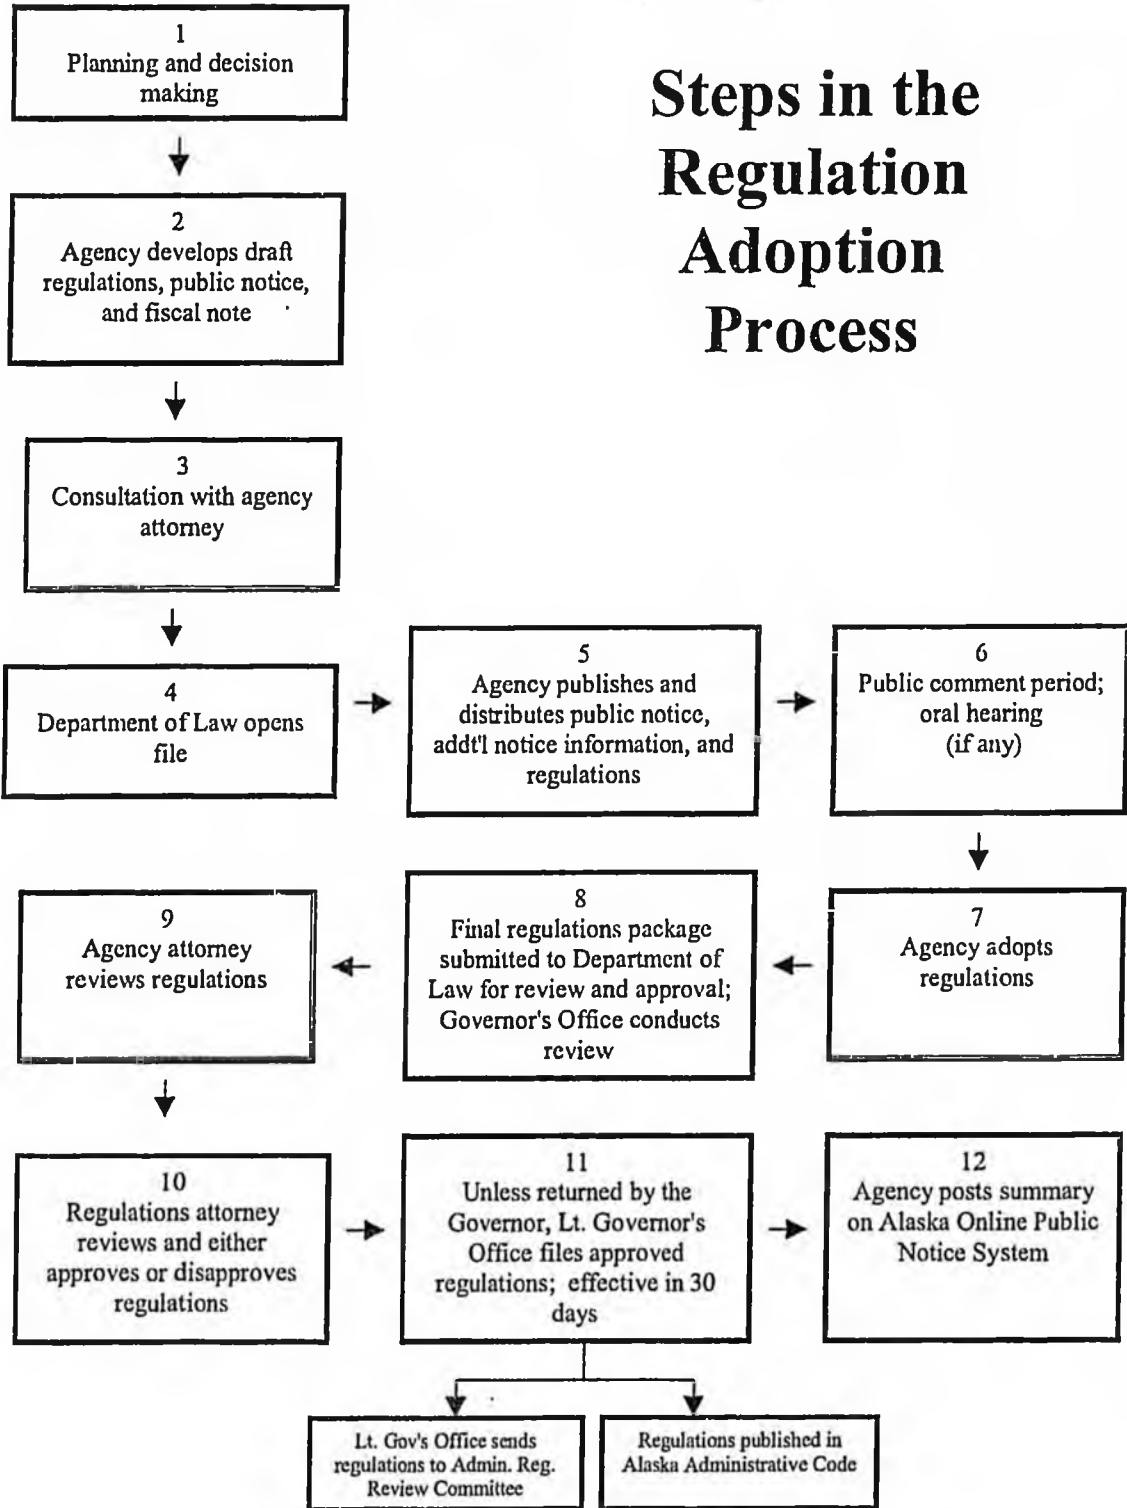 Steps in the
Regulation
Adoption
Process
1
Planning and decision
making
2
Agency develops draft
regulations, public notice,
and fiscal note
3
Consultation with agency
attorney
4
Department of Law opens
file
5
Agency publishes and
distributes public notice,
addt'l notice information, and
regulations
6
Public comment period;
oral hearing
(if any)
7
Agency adopts
regulations
8
Final regulations package
submitted to Department of
Law for review and approval;
Governor's Office conducts
review
9
Agency attorney
reviews regulations
10
Regulations attorney
reviews and either
approves or disapproves
regulations
11
Unless returned by the
Governor, Lt. Governor's
Office files approved
regulations; effective in 30
days
12
Agency posts summary
on Alaska Online Public
Notice System
Lt. Gov's Office sends
regulations to Admin. Reg.
Review Committee
Regulations published in
Alaska Administrative Code